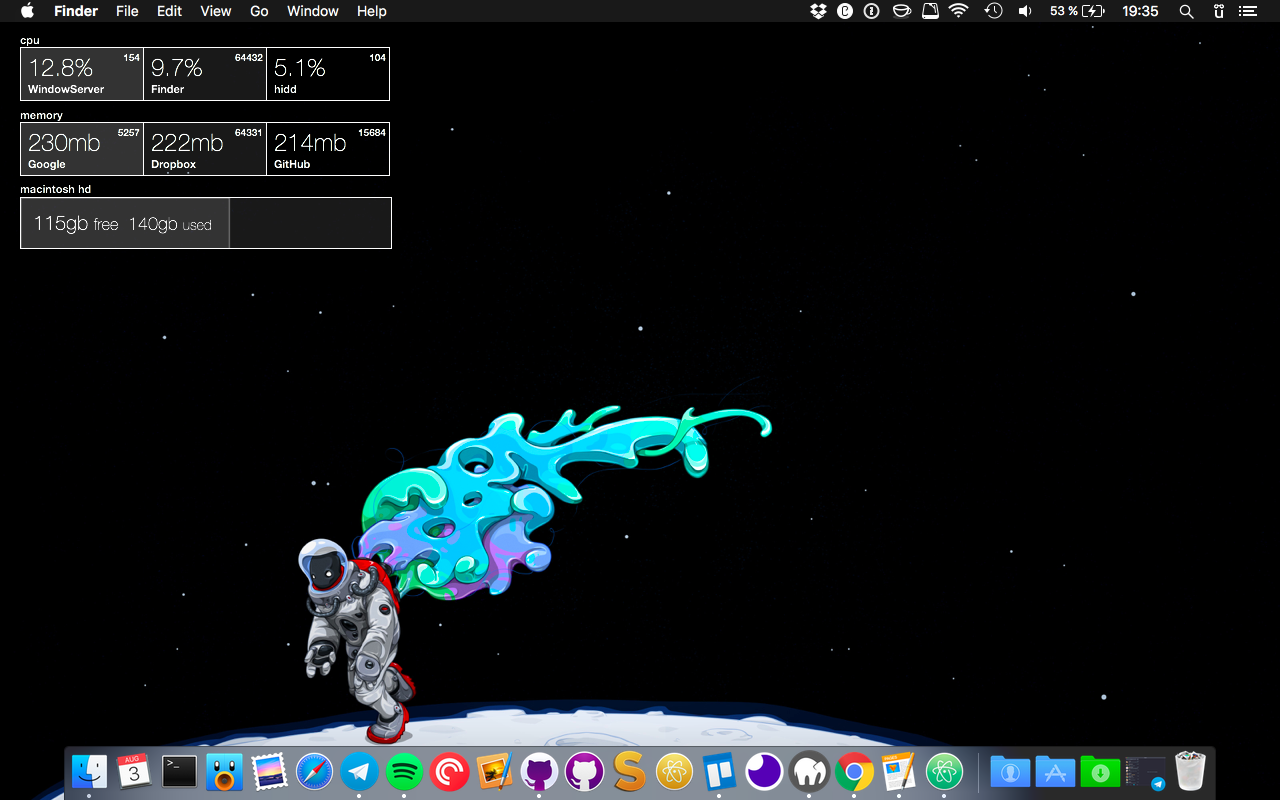 Finder File Edit View Go Window Help 53 % 19:35
cpu
12.8% 154 9.7% 64432 5.1% 104
WindowServer Finder hidd
memory
230mb 5257 222mb 64331 214mb 15684
Google Dropbox GitHub
macintosh hd
115gb free 140gb used
AUG
3
>_